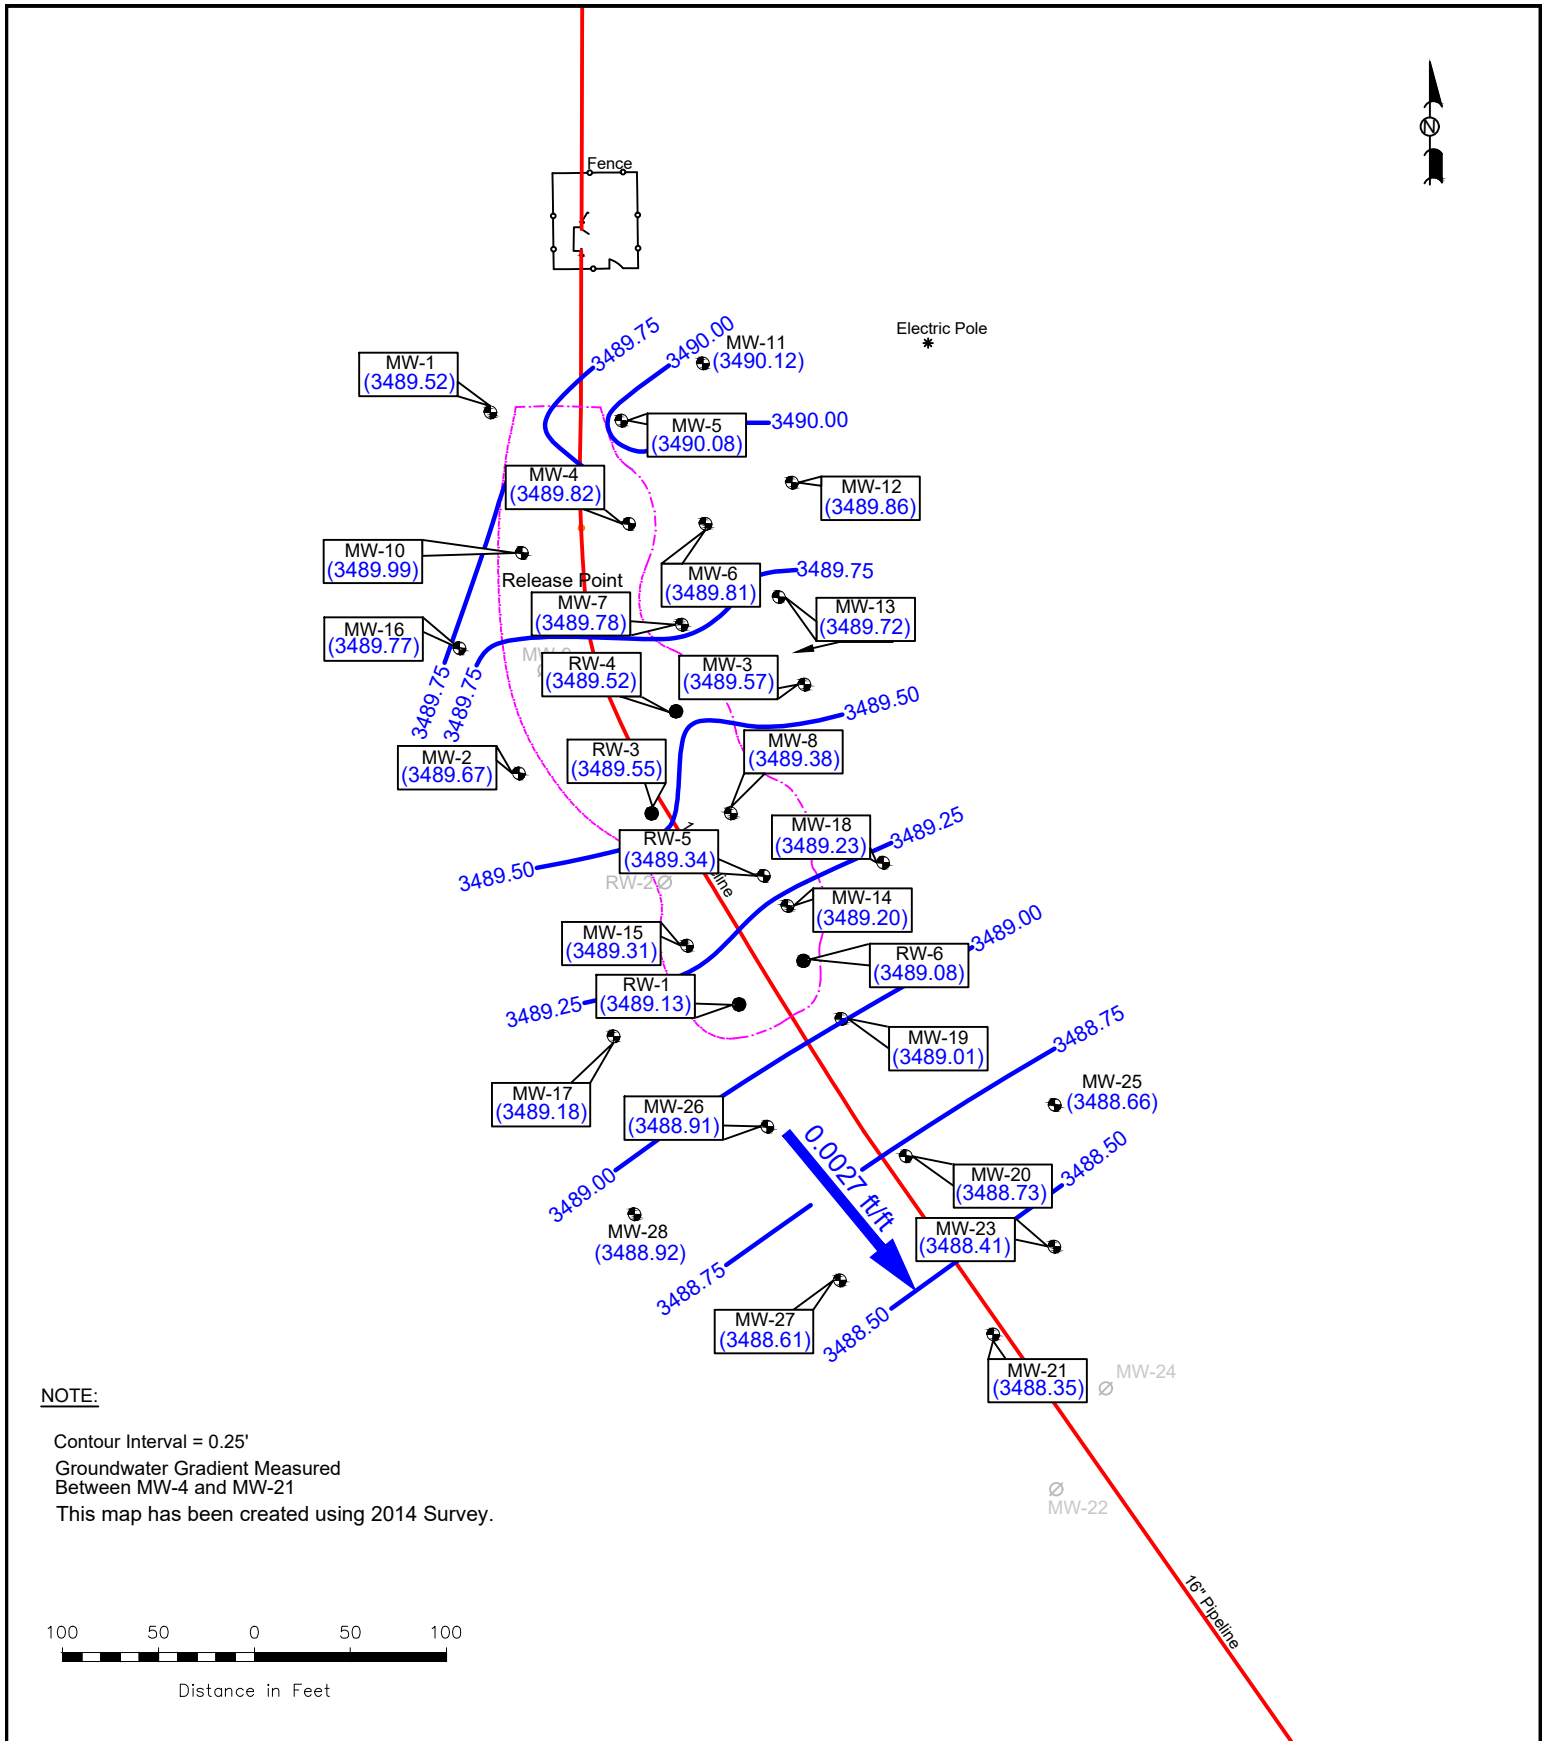 N
Fence
Electric Pole
3489.75
3490.00
MW-11
(3490.12)
MW-1
(3489.52)
MW-5
(3490.08)
3490.00
MW-4
(3489.82)
MW-12
(3489.86)
MW-10
(3489.99)
MW-6
(3489.81)
3489.75
Release Point
MW-7
(3489.78)
MW-13
(3489.72)
MW-16
(3489.77)
RW-4
(3489.52)
MW-3
(3489.57)
3489.75
3489.75
3489.50
MW-2
(3489.67)
RW-3
(3489.55)
MW-8
(3489.38)
MW-18
(3489.23)
3489.25
RW-5
(3489.34)
3489.50
RW-2
MW-14
(3489.20)
MW-15
(3489.31)
RW-6
(3489.08)
3489.00
RW-1
(3489.13)
3489.25
MW-19
(3489.01)
3488.75
MW-17
(3489.18)
MW-26
(3488.91)
MW-25
(3488.66)
0.0027 ft/ft
3488.50
MW-20
(3488.73)
3489.00
MW-28
(3488.92)
MW-23
(3488.41)
3488.75
MW-27
(3488.61)
3488.50
MW-21
(3488.35)
MW-24
MW-22
16" Pipeline
NOTE:
Contour Interval = 0.25'
Groundwater Gradient Measured
Between MW-4 and MW-21
This map has been created using 2014 Survey.
100 50 0 50 100
Distance in Feet